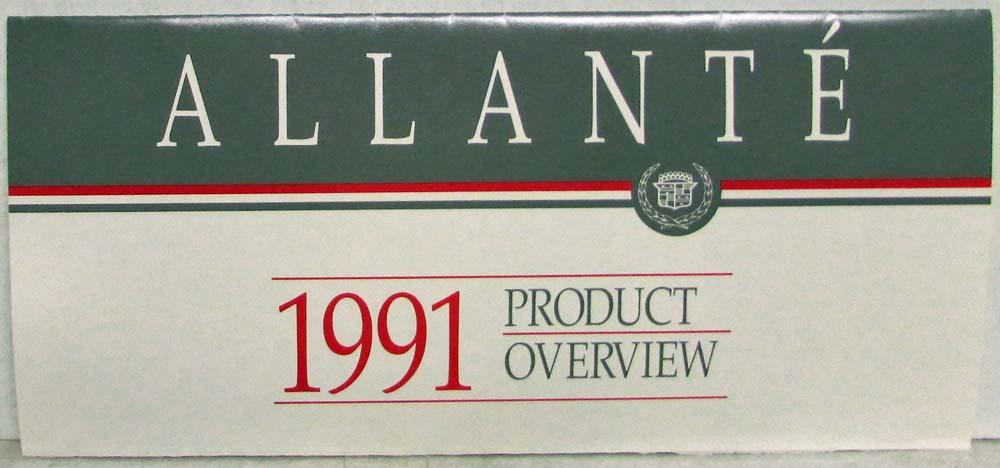 ALLANTÉ
1991
PRODUCT
OVERVIEW